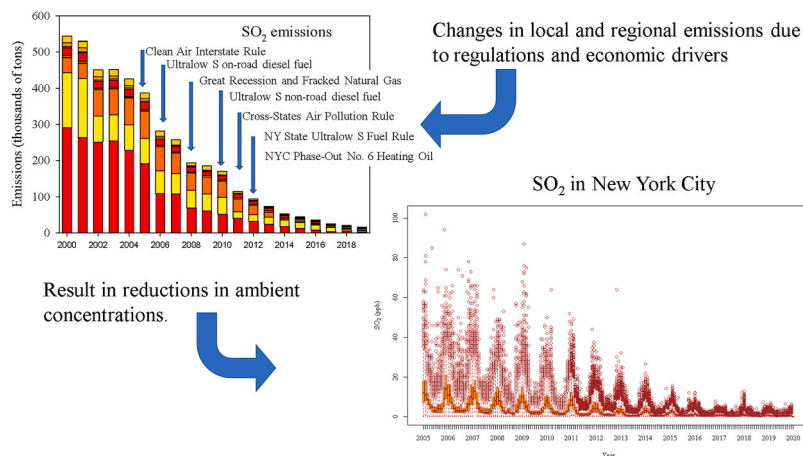 SO2 emissions
Emissions (thousands of tons)
600
500
400
300
200
100
0
2000 2002 2004 2006 2008 2010 2012 2014 2016 2018
Clean Air Interstate Rule
Ultralow S on-road diesel fuel
Great Recession and Fracked Natural Gas
Ultralow S non-road diesel fuel
Cross-States Air Pollution Rule
NY State Ultralow S Fuel Rule
NYC Phase-Out No. 6 Heating Oil
Changes in local and regional emissions due
to regulations and economic drivers
Result in reductions in ambient
concentrations.
SO2 in New York City
SO2 (ppb)
100
80
60
40
20
0
2005 2006 2007 2008 2009 2010 2011 2012 2013 2014 2015 2016 2017 2018 2019 2020
Year